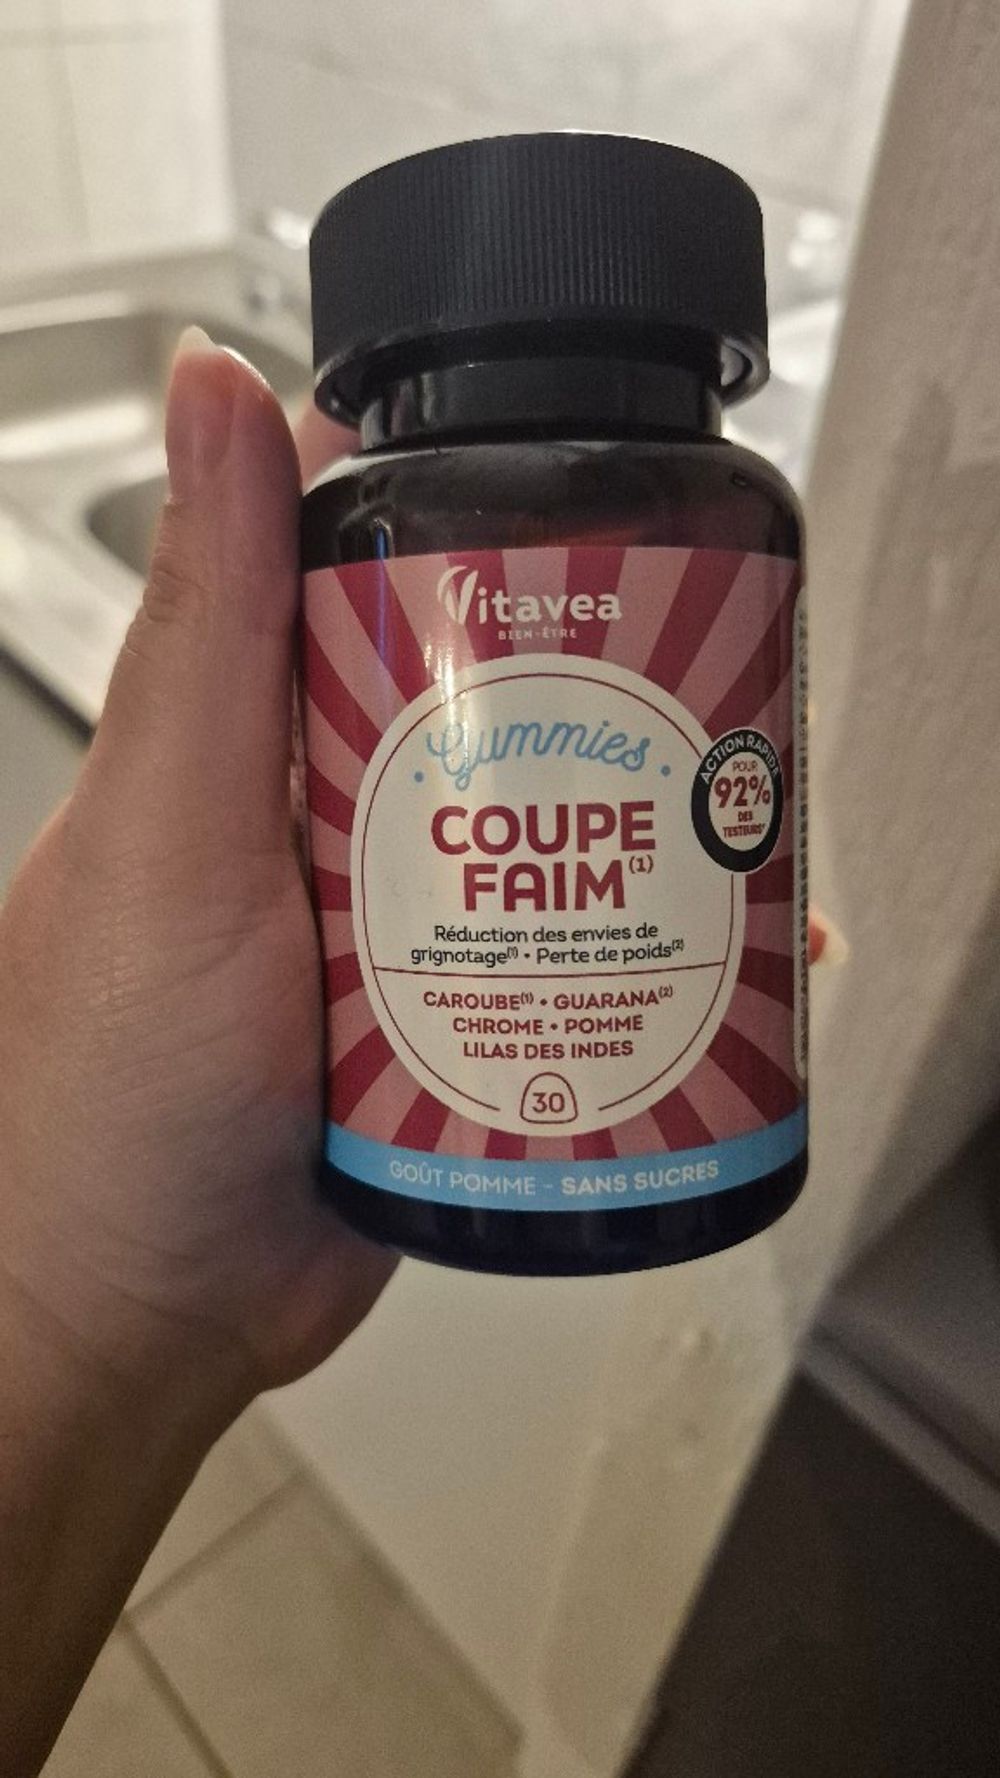 Vitavea
BIEN-ÊTRE
Gummies
COUPE
FAIM(1)
Réduction des envies de
grignotage(1) • Perte de poids(2)
CAROUBE(1) • GUARANA(2)
CHROME • POMME
LILAS DES INDES
30
GOÛT POMME - SANS SUCRES
ACTION RAPIDE
POUR
92%
DES
TESTEURS*